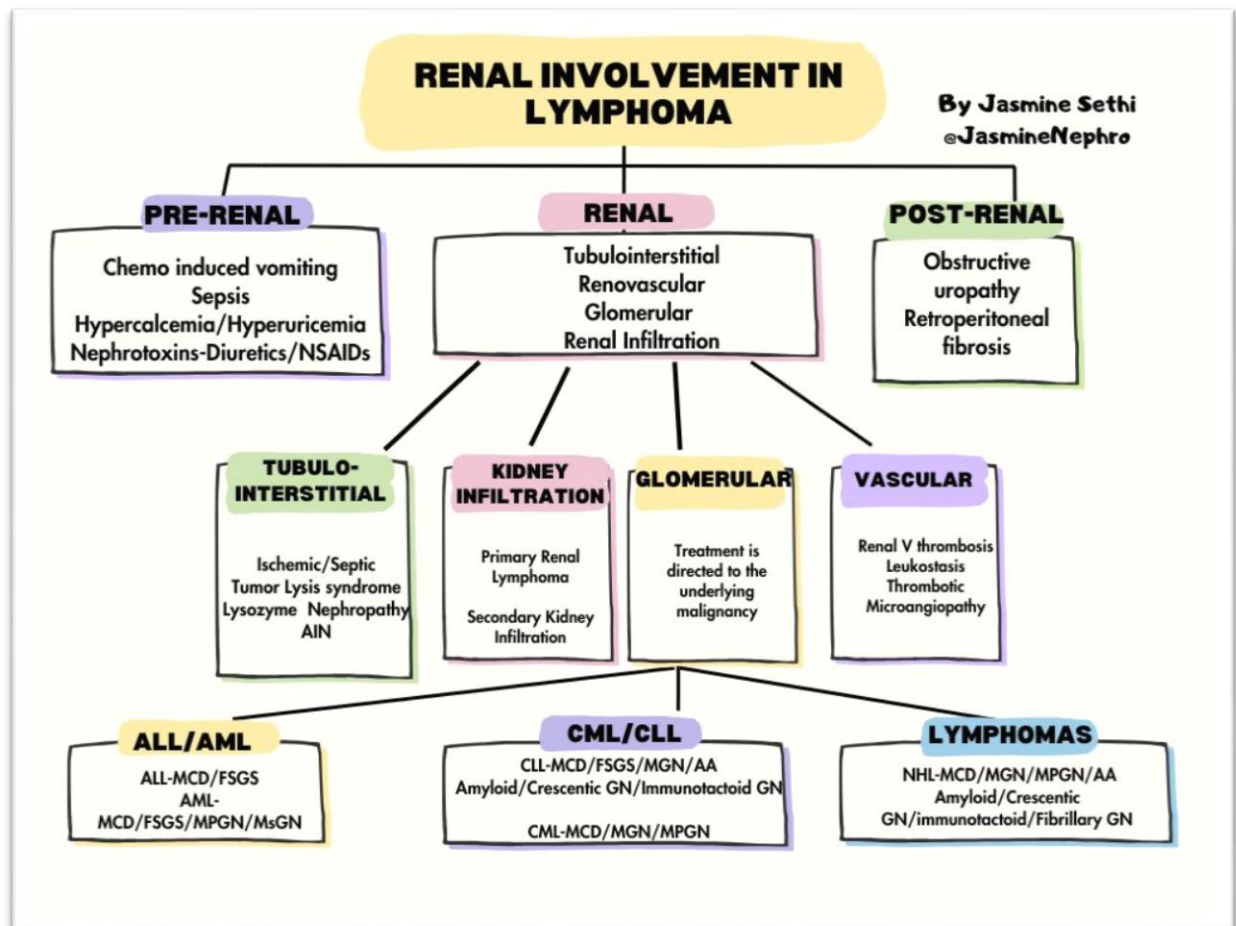 RENAL INVOLVEMENT IN
LYMPHOMA
By Jasmine Sethi
@JasmineNephro
PRE-RENAL
Chemo induced vomiting
Sepsis
Hypercalcemia/Hyperuricemia
Nephrotoxins-Diuretics/NSAIDs
RENAL
Tubulointerstitial
Renovascular
Glomerular
Renal Infiltration
POST-RENAL
Obstructive
uropathy
Retroperitoneal
fibrosis
TUBULO-
INTERSTITIAL
Ischemic/Septic
Tumor Lysis syndrome
Lysozyme Nephropathy
AIN
KIDNEY
INFILTRATION
Primary Renal
Lymphoma
Secondary Kidney
Infiltration
GLOMERULAR
Treatment is
directed to the
underlying
malignancy
VASCULAR
Renal V thrombosis
Leukostasis
Thrombotic
Microangiopathy
ALL/AML
ALL-MCD/FSGS
AML-
MCD/FSGS/MPGN/MsGN
CML/CLL
CLL-MCD/FSGS/MGN/AA
Amyloid/Crescentic GN/Immunotactoid GN
CML-MCD/MGN/MPGN
LYMPHOMAS
NHL-MCD/MGN/MPGN/AA
Amyloid/Crescentic
GN/immunotactoid/Fibrillary GN